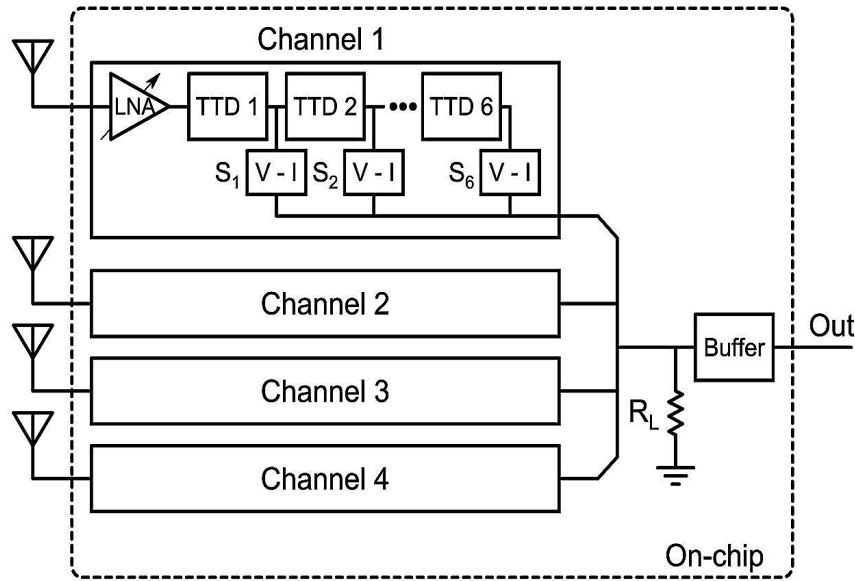 Channel 1
LNA TTD 1 TTD 2 ••• TTD 6
S1 V - I S2 V - I S6 V - I
Channel 2
Channel 3
Channel 4
Buffer
Out
RL
On-chip